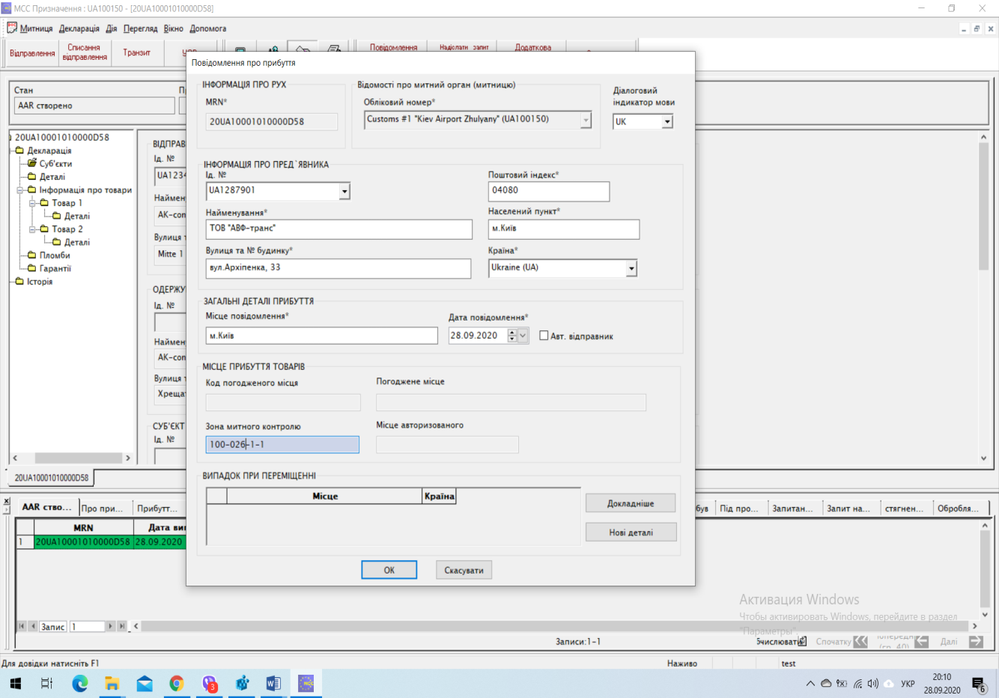 МСС Призначення : UA100150 - [20UA10001010000D58]
Митниця Декларація Дія Перегляд Вікно Допомога
Відправлення
Списання
відправлення
Транзит
Повідомлення
Надіслати запит
Додаткова
Стан
AAR створено
20UA10001010000D58
Декларація
Суб'єкти
Деталі
Інформація про товари
Товар 1
Деталі
Товар 2
Деталі
Пломби
Гарантії
Історія
ВІДПРАВ
Ід. №
UA1234
Наймен
AK-con
Вулиця т
Mitte 1
ОДЕРЖУ
Ід. №
Наймен
AK-con
Вулиця т
Хреща
СУБ'ЄКТ
Ід. №
Повідомлення про прибуття
ІНФОРМАЦІЯ ПРО РУХ
MRN*
20UA10001010000D58
Відомості про митний орган (митницю)
Обліковий номер*
Customs #1 "Kiev Airport Zhulyany" (UA100150)
Діалоговий
індикатор мови
UK
ІНФОРМАЦІЯ ПРО ПРЕД`ЯВНИКА
Ід. №
UA1287901
Поштовий індекс*
04080
Найменування*
ТОВ "АВФ-транс"
Населений пункт*
м.Київ
Вулиця та № будинку*
вул.Архіпенка, 33
Країна*
Ukraine (UA)
ЗАГАЛЬНІ ДЕТАЛІ ПРИБУТТЯ
Місце повідомлення*
м.Київ
Дата повідомлення*
28.09.2020
Авт. відправник
МІСЦЕ ПРИБУТТЯ ТОВАРІВ
Код погодженого місця
Погоджене місце
Зона митного контролю
100-026-1-1
Місце авторизованого
ВИПАДОК ПРИ ПЕРЕМІЩЕННІ
Місце Країна
Докладніше
Нові деталі
ОК Скасувати
20UA10001010000D58
AAR ство... Про при... Прибутт... був Під про... Запитан... Запит на... стягнен... Обробля...
MRN Дата ви
1 20UA10001010000D58 28.09.2020
Запис 1
Записи:1-1
Спочатку
(гр. 40)
Далі
Активация Windows
Чтобы активировать Windows, перейдите в раздел
"Параметры".
Для довідки натисніть F1
Наживо
test
3
МСС
УКР
20:10
28.09.2020
6